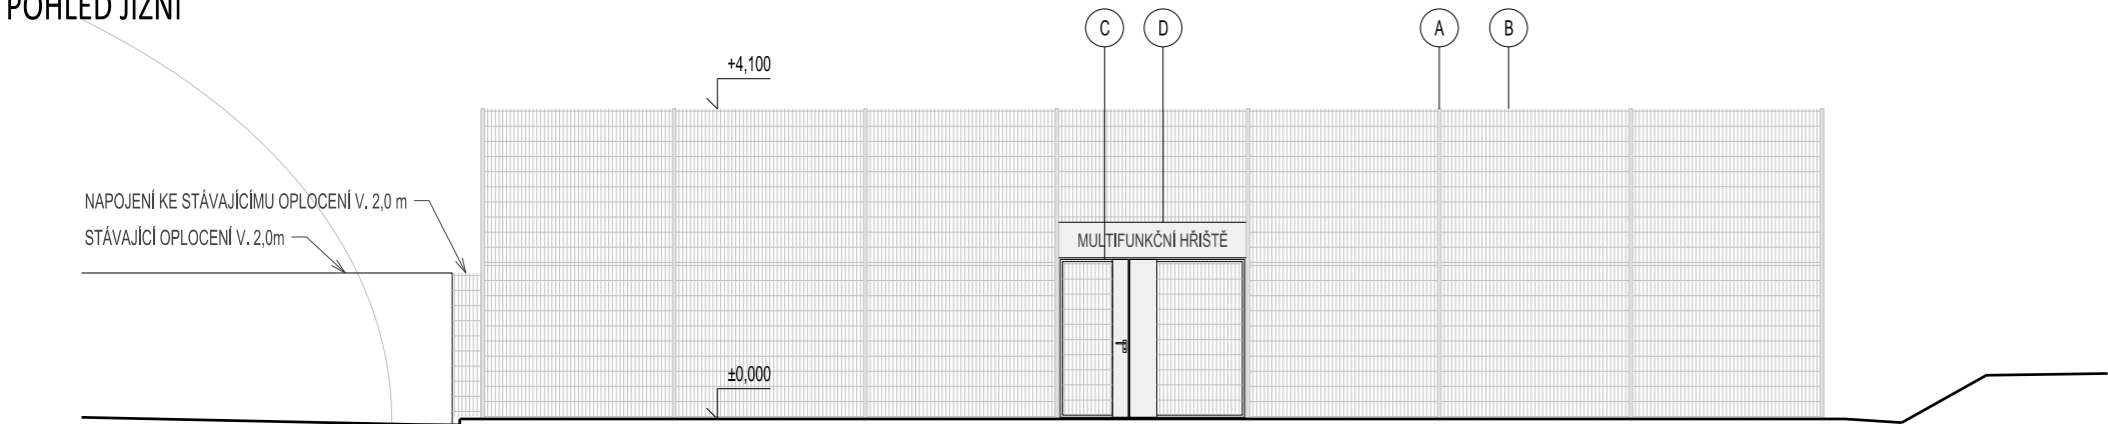 POHLED JIŽNÍ
C
D
A
B
+4,100
NAPOJENÍ KE STÁVAJÍCÍMU OPLOCENÍ V. 2,0 m
STÁVAJÍCÍ OPLOCENÍ V. 2,0m
MULTIFUNKČNÍ HŘIŠTĚ
±0,000